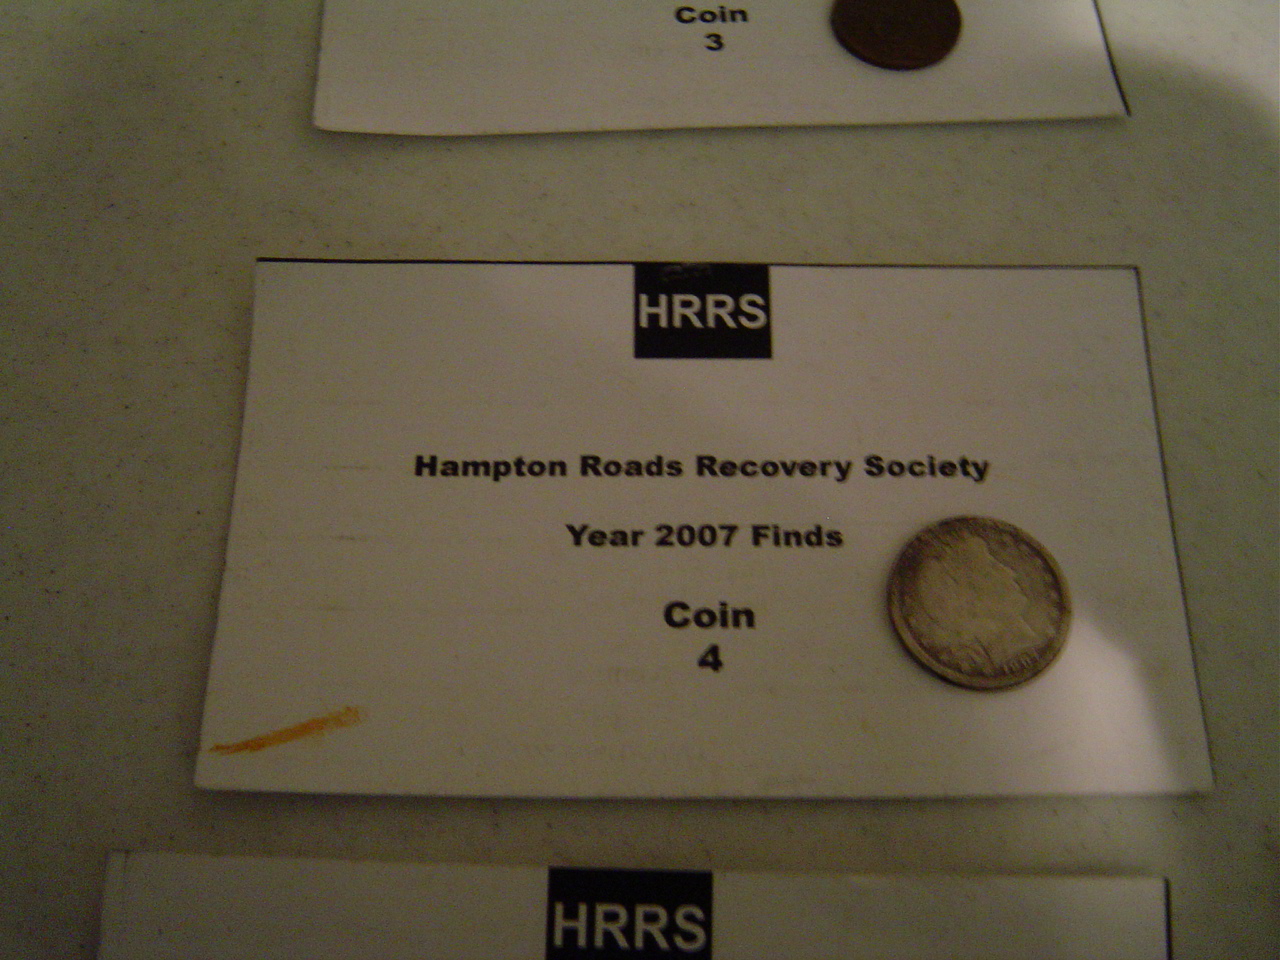 Coin
3
HRRS
Hampton Roads Recovery Society
Year 2007 Finds
Coin
4
HRRS